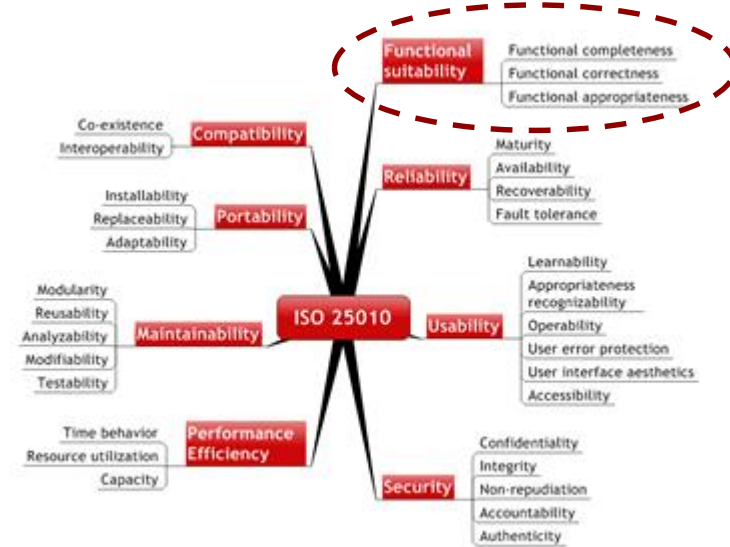 Functional
suitability
Functional completeness
Functional correctness
Functional appropriateness
Co-existence
Interoperability
Compatibility
Maturity
Availability
Recoverability
Fault tolerance
Reliability
Installability
Replaceability
Adaptability
Portability
Learnability
Appropriateness
recognizability
Operability
User error protection
User interface aesthetics
Accessibility
Usability
ISO 25010
Modularity
Reusability
Analyzability
Modifiability
Testability
Maintainability
Time behavior
Resource utilization
Capacity
Performance
Efficiency
Confidentiality
Integrity
Non-repudiation
Accountability
Authenticity
Security